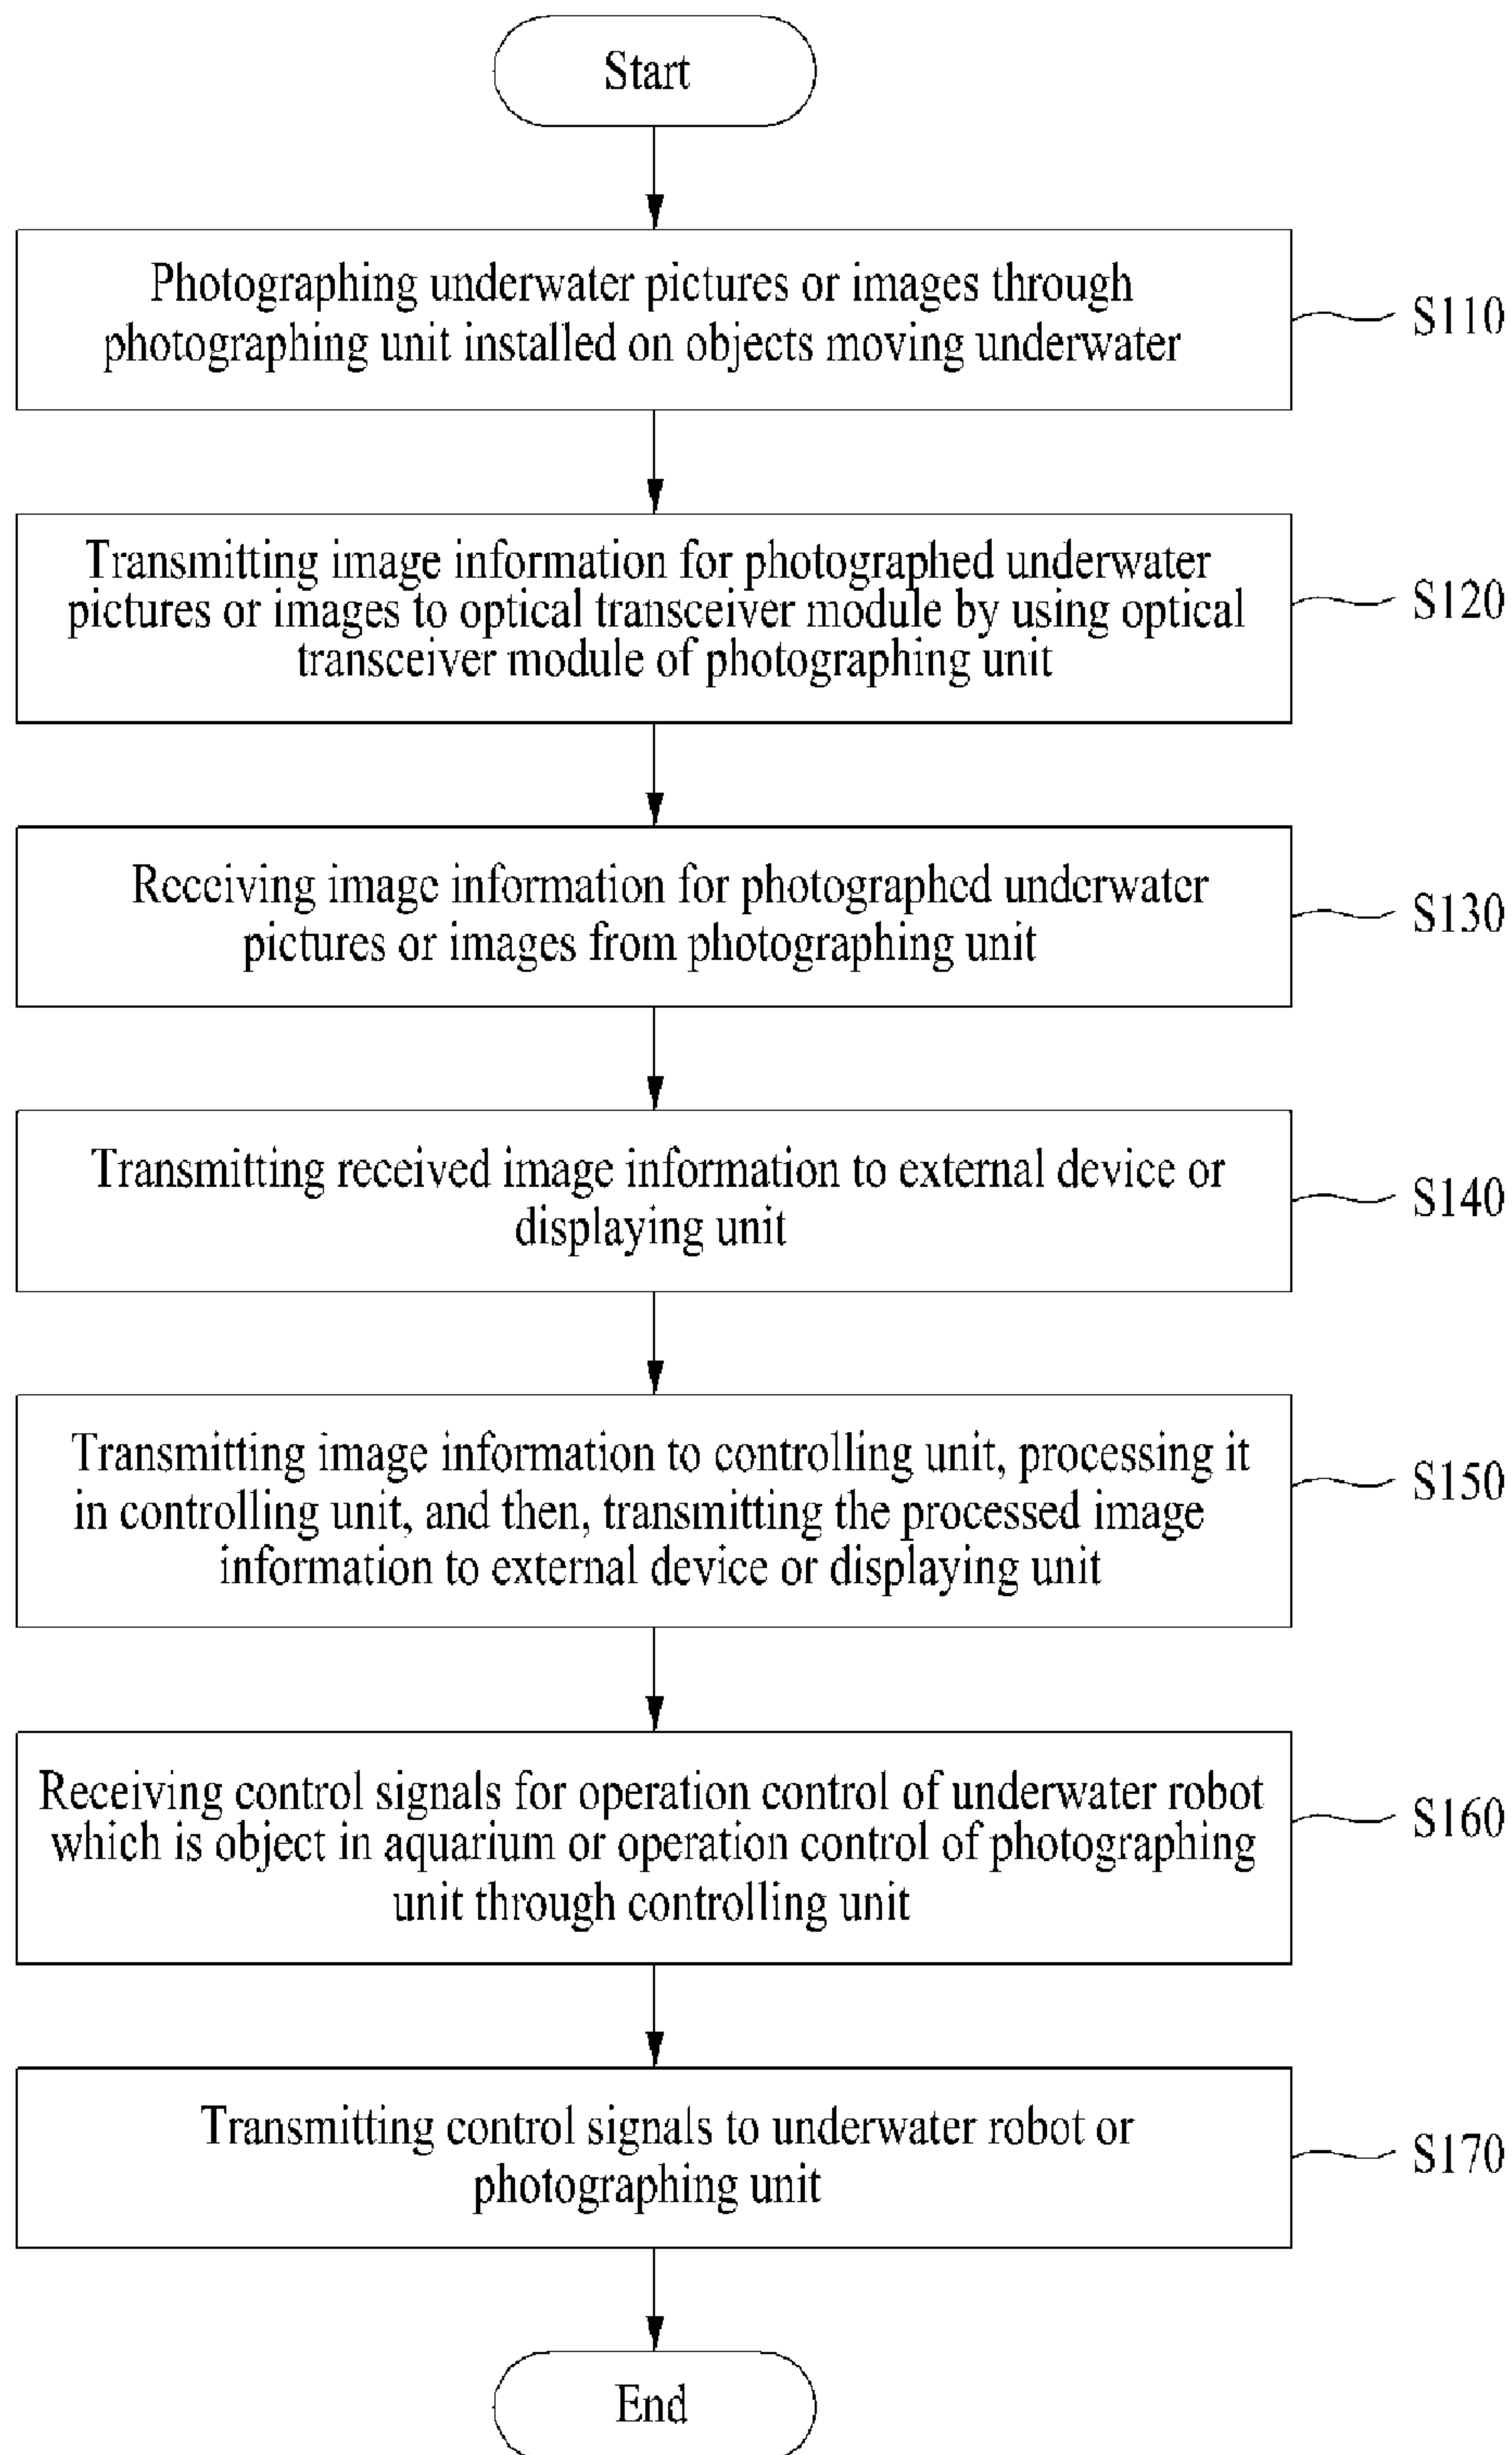 Start
Photographing underwater pictures or images through
photographing unit installed on objects moving underwater
S110
Transmitting image information for photographed underwater
pictures or images to optical transceiver module by using optical
transceiver module of photographing unit
S120
Receiving image information for photographed underwater
pictures or images from photographing unit
S130
Transmitting received image information to external device or
displaying unit
S140
Transmitting image information to controlling unit, processing it
in controlling unit, and then, transmitting the processed image
information to external device or displaying unit
S150
Receiving control signals for operation control of underwater robot
which is object in aquarium or operation control of photographing
unit through controlling unit
S160
Transmitting control signals to underwater robot or
photographing unit
S170
End